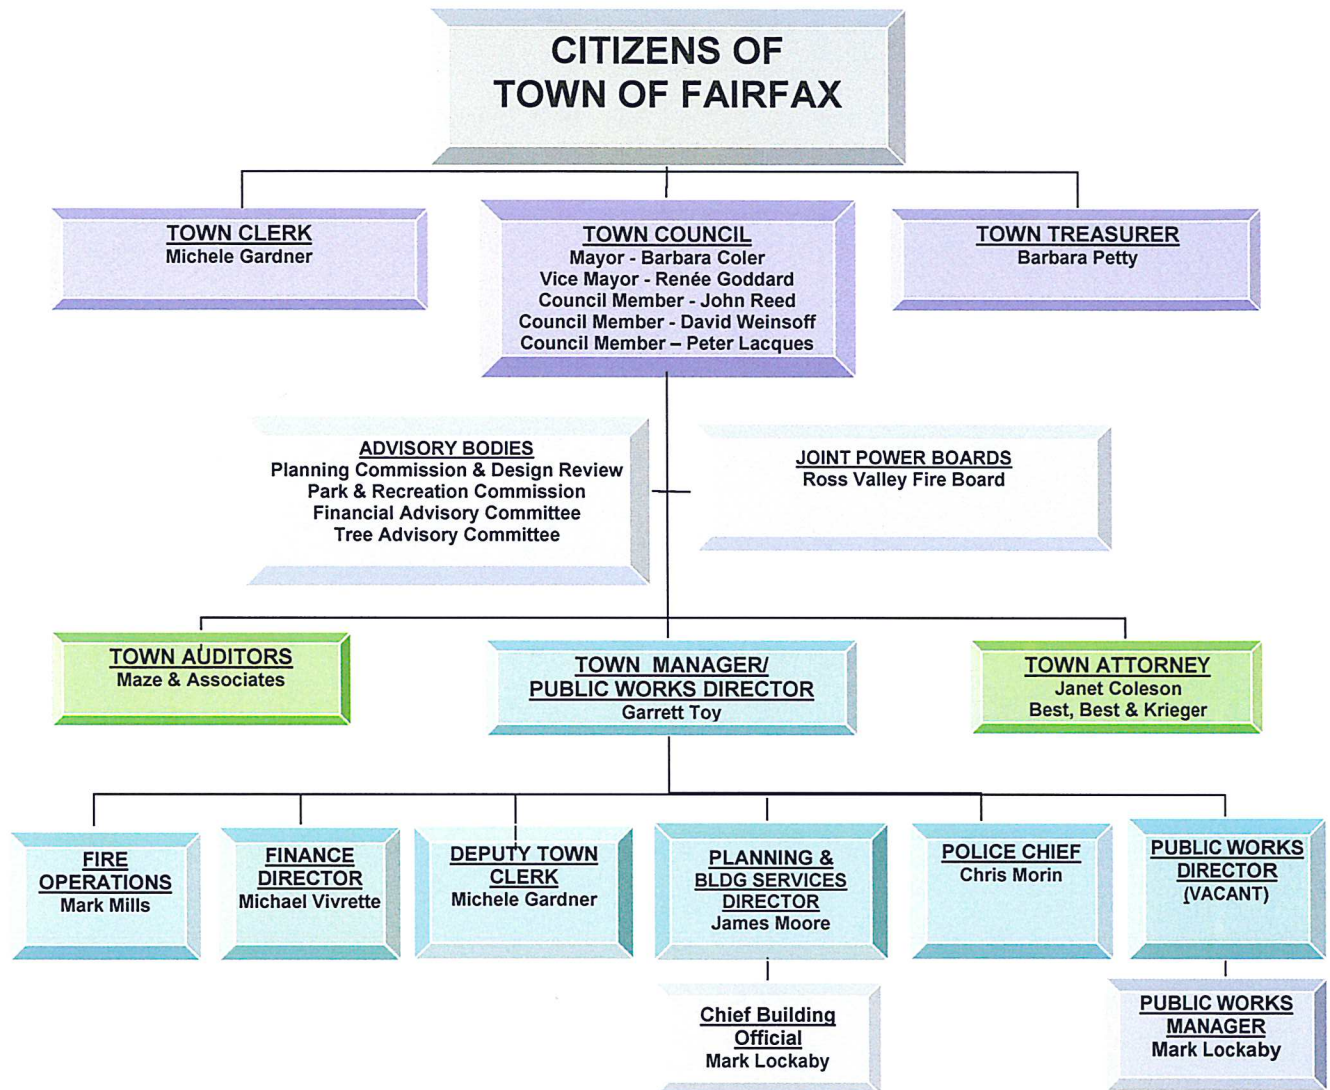 CITIZENS OF
TOWN OF FAIRFAX
TOWN CLERK
Michele Gardner
TOWN COUNCIL
Mayor - Barbara Coler
Vice Mayor - Renée Goddard
Council Member - John Reed
Council Member - David Weinsoff
Council Member – Peter Lacques
TOWN TREASURER
Barbara Petty
ADVISORY BODIES
Planning Commission & Design Review
Park & Recreation Commission
Financial Advisory Committee
Tree Advisory Committee
JOINT POWER BOARDS
Ross Valley Fire Board
TOWN AUDITORS
Maze & Associates
TOWN MANAGER/
PUBLIC WORKS DIRECTOR
Garrett Toy
TOWN ATTORNEY
Janet Coleson
Best, Best & Krieger
FIRE
OPERATIONS
Mark Mills
FINANCE
DIRECTOR
Michael Vivrette
DEPUTY TOWN
CLERK
Michele Gardner
PLANNING &
BLDG SERVICES
DIRECTOR
James Moore
POLICE CHIEF
Chris Morin
PUBLIC WORKS
DIRECTOR
(VACANT)
Chief Building
Official
Mark Lockaby
PUBLIC WORKS
MANAGER
Mark Lockaby